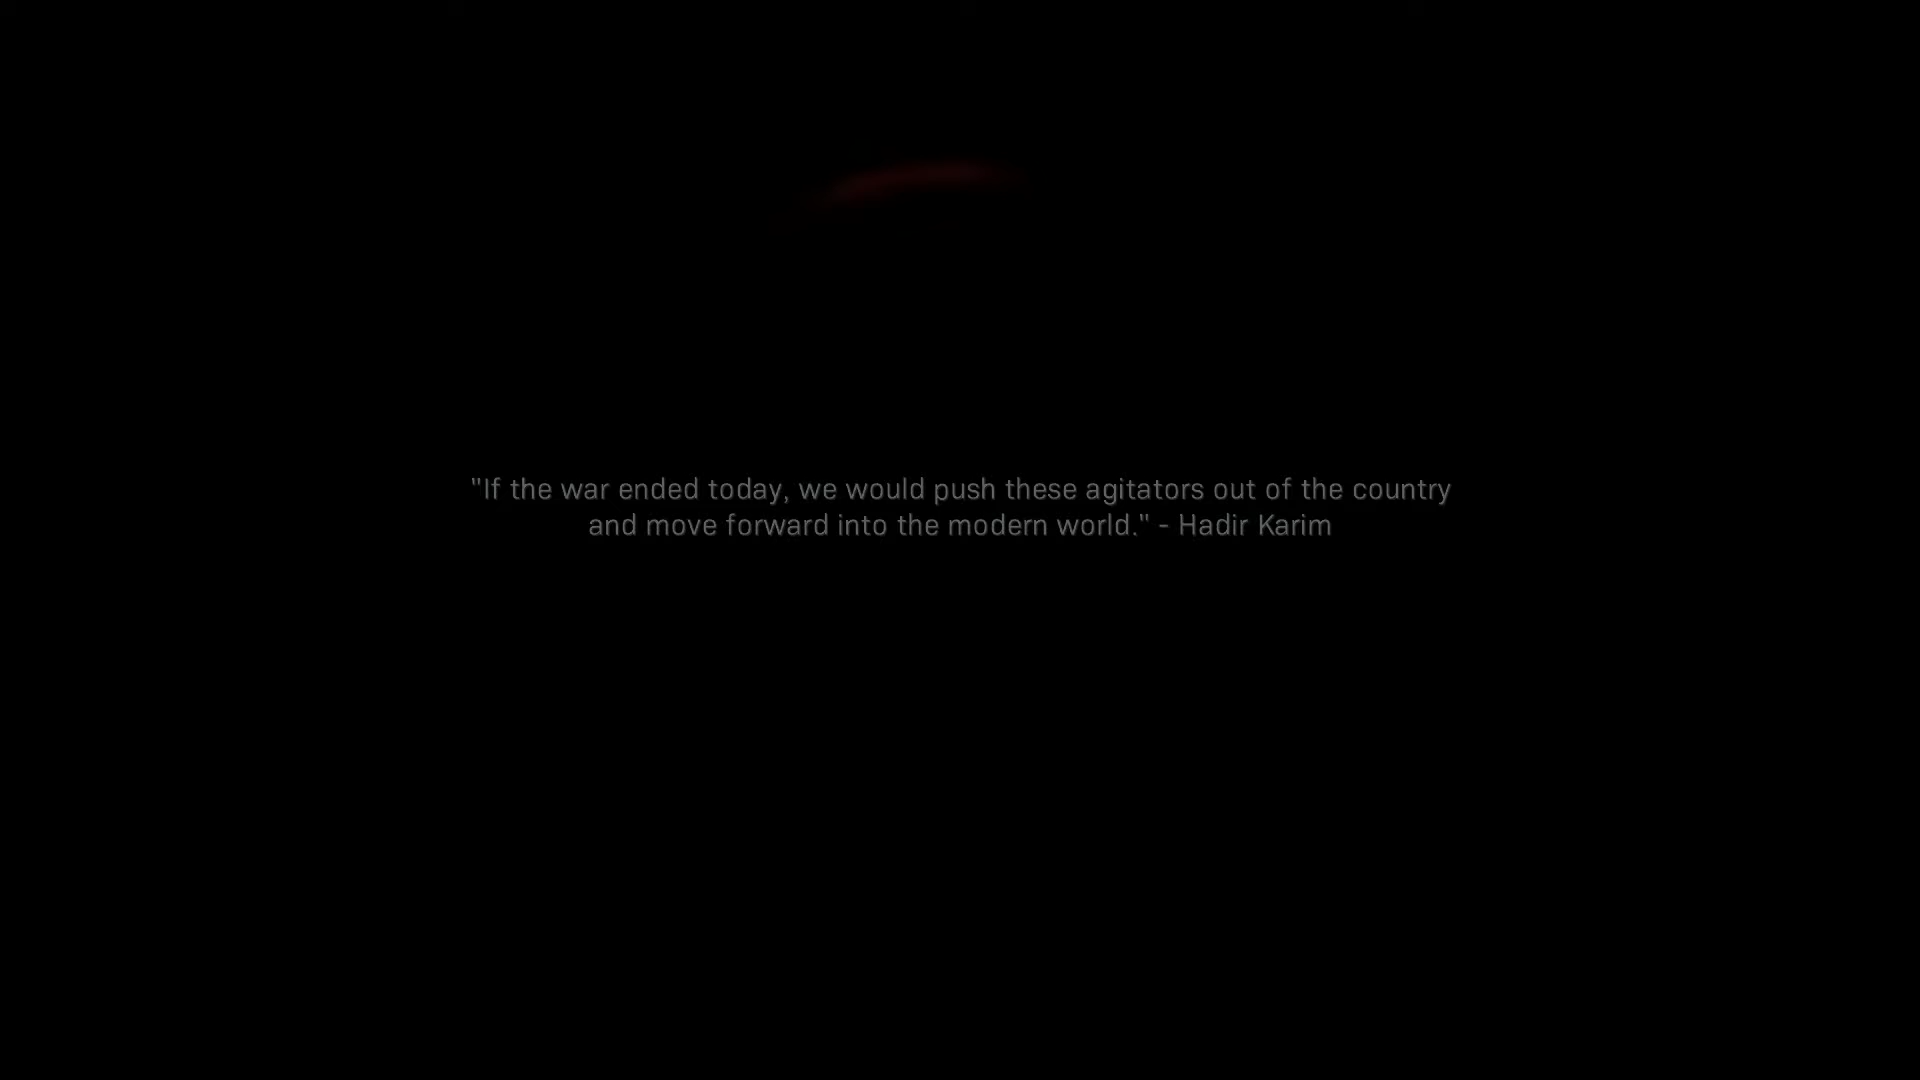 "If the war ended today, we would push these agitators out of the country
and move forward into the modern world." - Hadir Karim